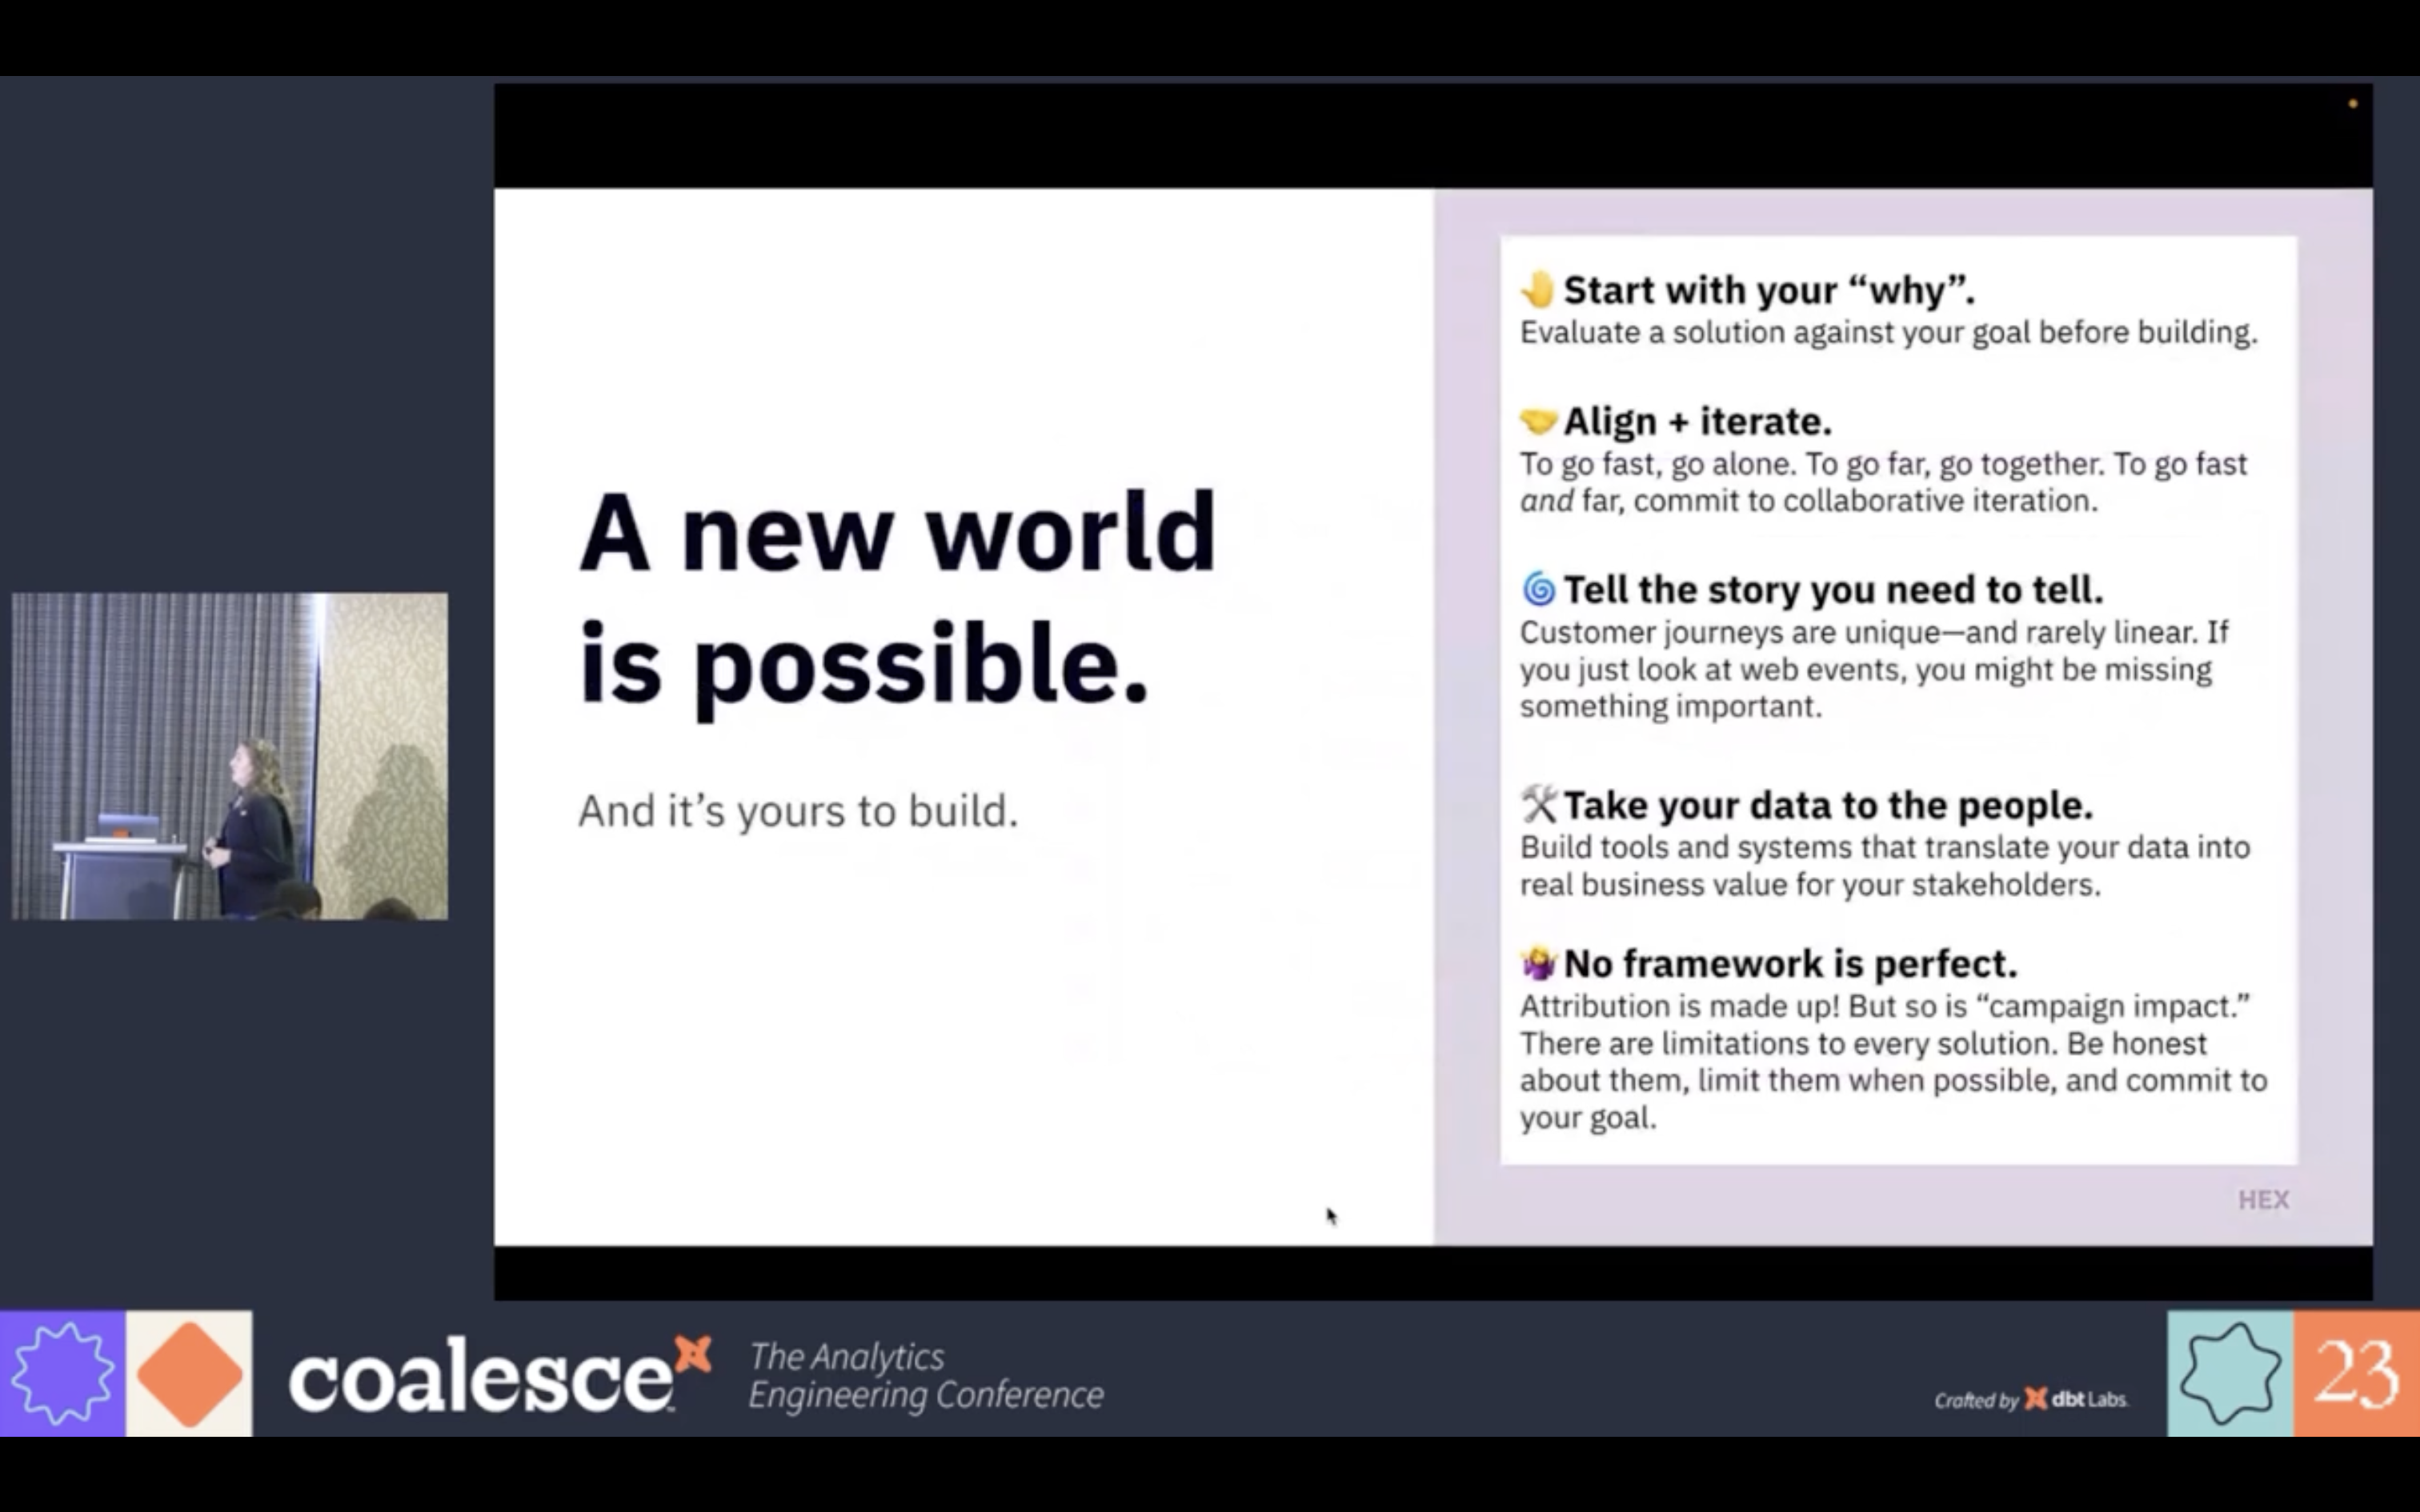 A new world
is possible.
And it’s yours to build.
🤚 Start with your “why”.
Evaluate a solution against your goal before building.
🤝 Align + iterate.
To go fast, go alone. To go far, go together. To go fast
and far, commit to collaborative iteration.
🌀 Tell the story you need to tell.
Customer journeys are unique—and rarely linear. If
you just look at web events, you might be missing
something important.
🛠 Take your data to the people.
Build tools and systems that translate your data into
real business value for your stakeholders.
🤷‍♀️ No framework is perfect.
Attribution is made up! But so is “campaign impact.”
There are limitations to every solution. Be honest
about them, limit them when possible, and commit to
your goal.
HEX
coalesce
The Analytics
Engineering Conference
Crafted by dbt Labs
23